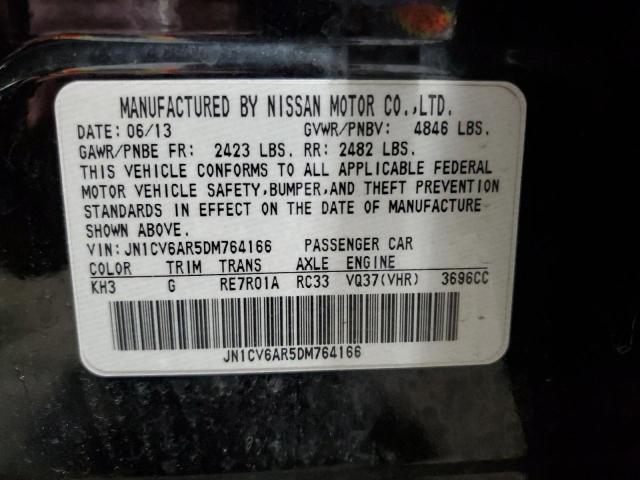 MANUFACTURED BY NISSAN MOTOR CO.,LTD.
DATE: 06/13 GVWR/PNBV: 4846 LBS.
GAWR/PNBE FR: 2423 LBS. RR: 2482 LBS.
THIS VEHICLE CONFORMS TO ALL APPLICABLE FEDERAL
MOTOR VEHICLE SAFETY,BUMPER,AND THEFT PREVENTION
STANDARDS IN EFFECT ON THE DATE OF MANUFACTURE
SHOWN ABOVE.
VIN: JN1CV6AR5DM764166 PASSENGER CAR
COLOR TRIM TRANS AXLE ENGINE
KH3 G RE7R01A RC33 VQ37(VHR) 3696CC
JN1CV6AR5DM764166